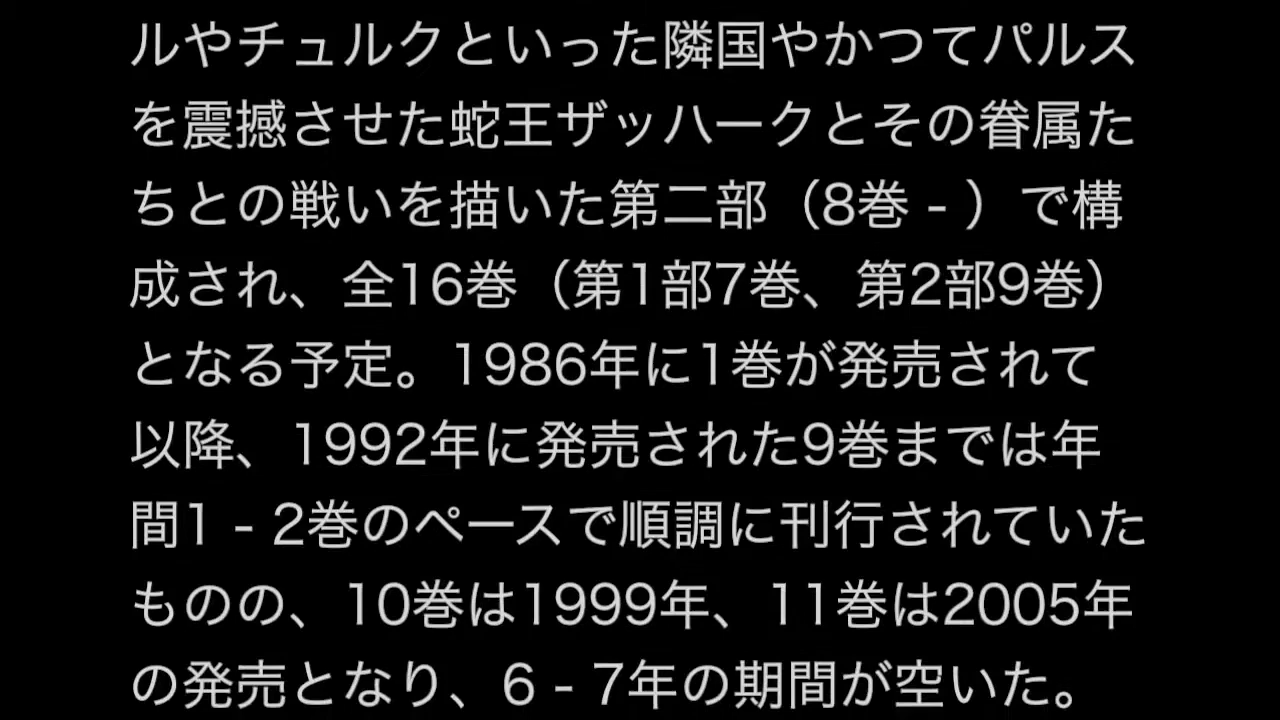 ルやチュルクといった隣国やかつてパルス
を震撼させた蛇王ザッハークとその眷属た
ちとの戦いを描いた第二部（8巻 - ）で構
成され、全16巻（第1部7巻、第2部9巻）
となる予定。1986年に1巻が発売されて
以降、1992年に発売された9巻までは年
間1 - 2巻のペースで順調に刊行されていた
ものの、10巻は1999年、11巻は2005年
の発売となり、6 - 7年の期間が空いた。